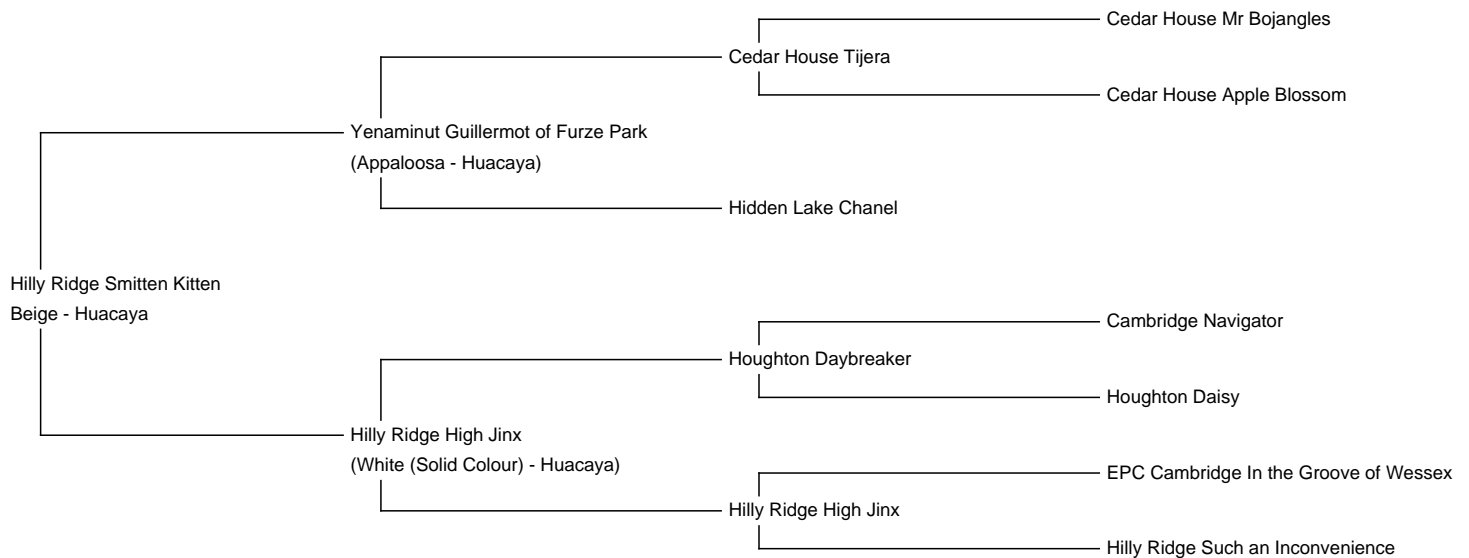 Cedar House Mr Bojangles
Cedar House Tijera
Cedar House Apple Blossom
Yenaminut Guillermot of Furze Park
(Appaloosa - Huacaya)
Hidden Lake Chanel
Hilly Ridge Smitten Kitten
Beige - Huacaya
Cambridge Navigator
Houghton Daybreaker
Houghton Daisy
Hilly Ridge High Jinx
(White (Solid Colour) - Huacaya)
EPC Cambridge In the Groove of Wessex
Hilly Ridge High Jinx
Hilly Ridge Such an Inconvenience